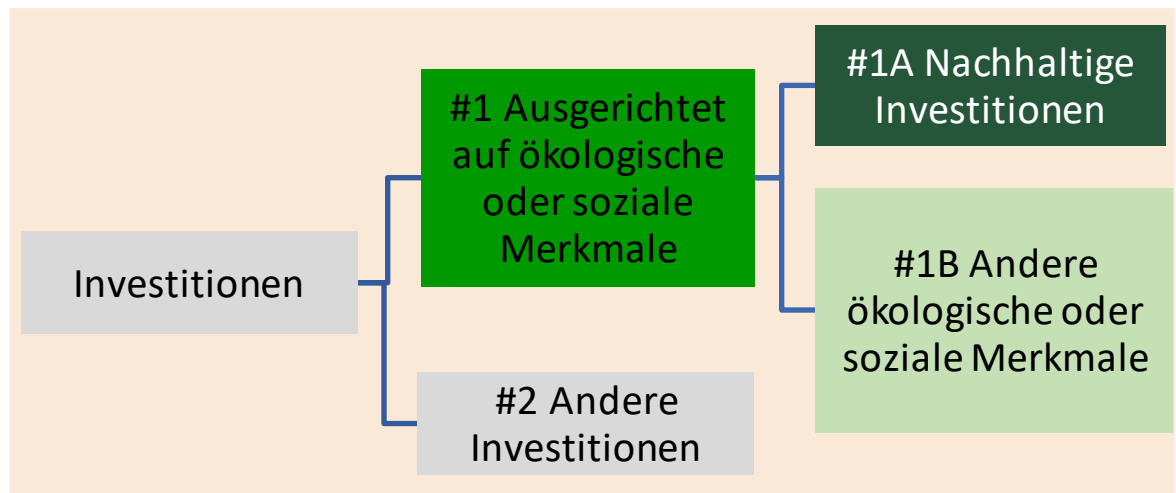 Investitionen
#1 Ausgerichtet
auf ökologische
oder soziale
Merkmale
#2 Andere
Investitionen
#1A Nachhaltige
Investitionen
#1B Andere
ökologische oder
soziale Merkmale